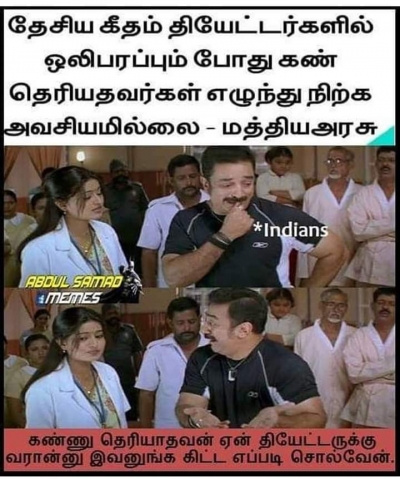 தேசிய கீதம் தியேட்டர்களில்
ஒலிபரப்பும் போது கண்
தெரியதவர்கள் எழுந்து நிற்க
அவசியமில்லை - மத்தியஅரசு
*Indians
ABDUL SAMAD
MEMES
கண்ணு தெரியாதவன் ஏன் தியேட்டருக்கு
வரான்னு இவனுங்க கிட்ட எப்படி சொல்வேன்.